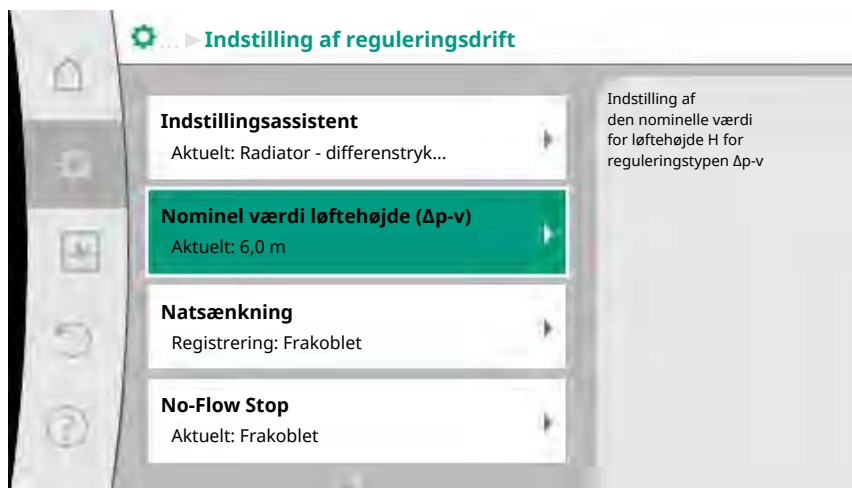 ... Indstilling af reguleringsdrift
Indstillingsassistent
Aktuelt: Radiator - differenstryk...
Nominel værdi løftehøjde (Δp-v)
Aktuelt: 6,0 m
Natsænkning
Registrering: Frakoblet
No-Flow Stop
Aktuelt: Frakoblet
Indstilling af
den nominelle værdi
for løftehøjde H for
reguleringstypen Δp-v